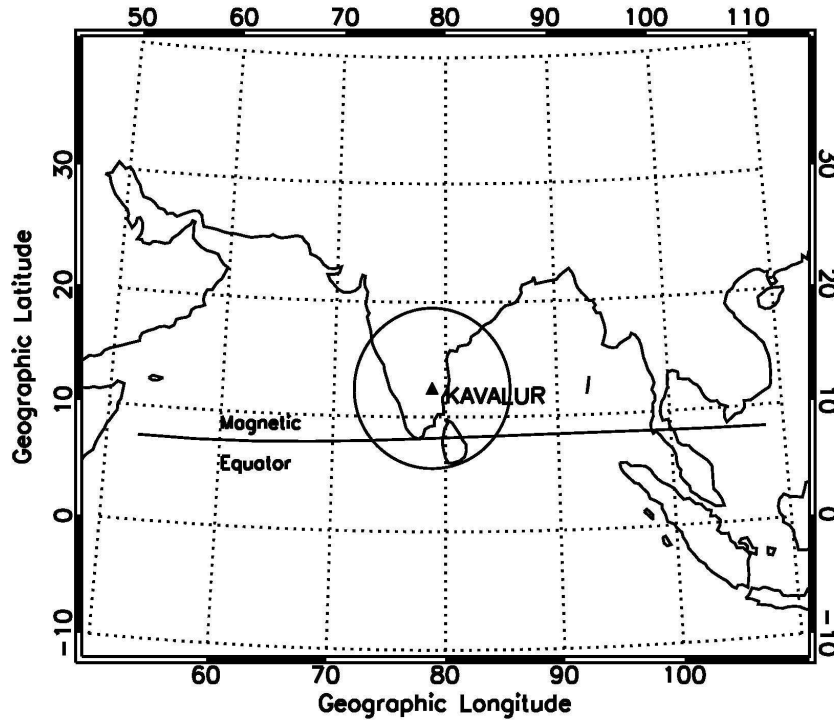 50 60 70 80 90 100 110
30 30
20 20
KAVALUR
10 10
Magnetic
Equator
0 0
-10 -10
60 70 80 90 100
Geographic Latitude
Geographic Longitude